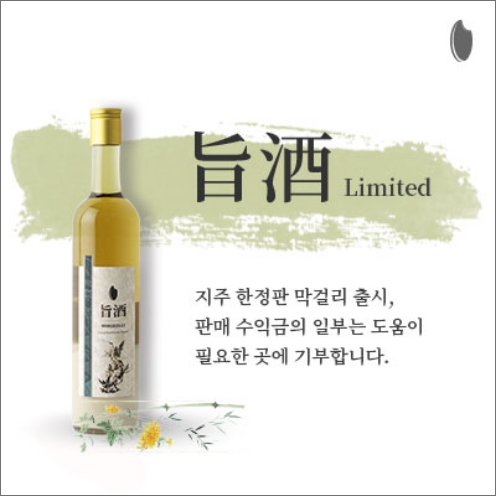 旨酒 Limited
지주 한정판 막걸리 출시,
판매 수익금의 일부는 도움이
필요한 곳에 기부합니다.
旨酒